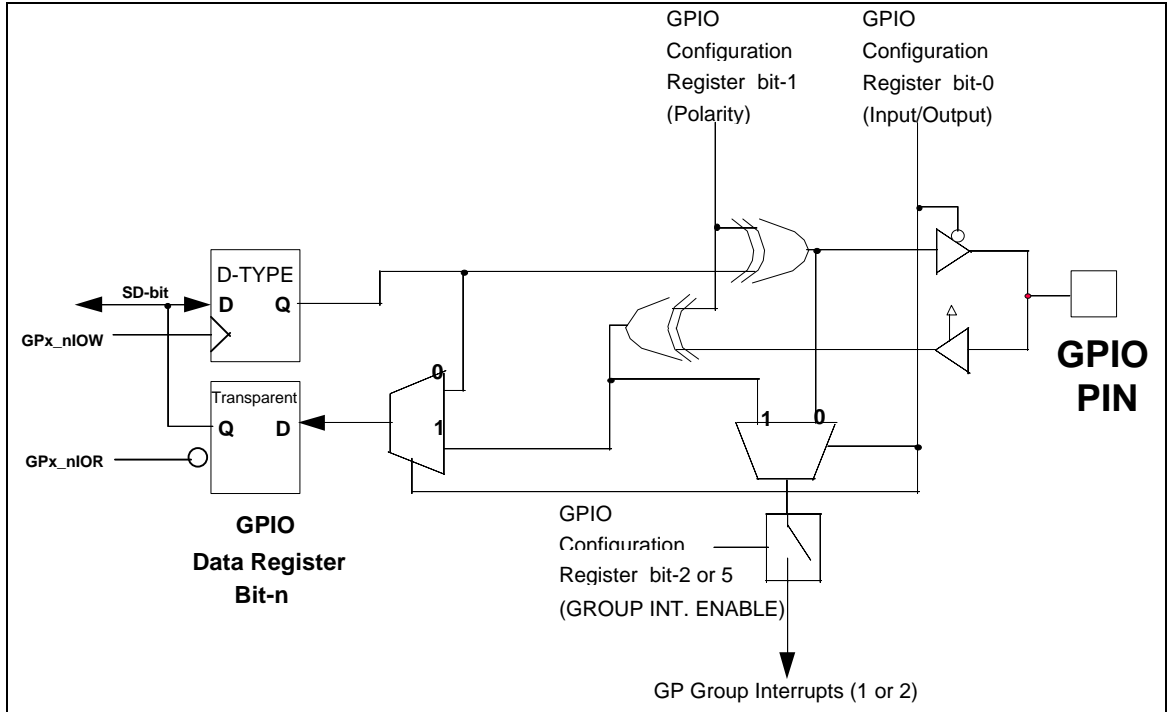 GPIO
Configuration
Register bit-1
(Polarity)
GPIO
Configuration
Register bit-0
(Input/Output)
D-TYPE
SD-bit
D Q
GPx_nIOW
GPIO
PIN
0
1
1 0
Transparent
Q D
GPx_nIOR
GPIO
Data Register
Bit-n
GPIO
Configuration
Register bit-2 or 5
(GROUP INT. ENABLE)
GP Group Interrupts (1 or 2)